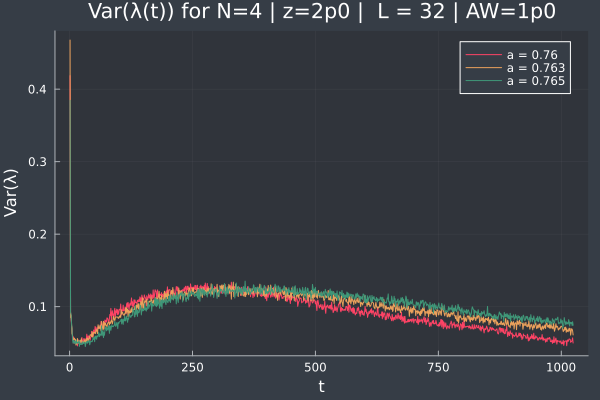 Var(λ(t)) for N=4 | z=2p0 |  L = 32 | AW=1p0
a = 0.76
a = 0.763
a = 0.765
0.4
0.3
0.2
0.1
Var(λ)
0
250
500
750
1000
t